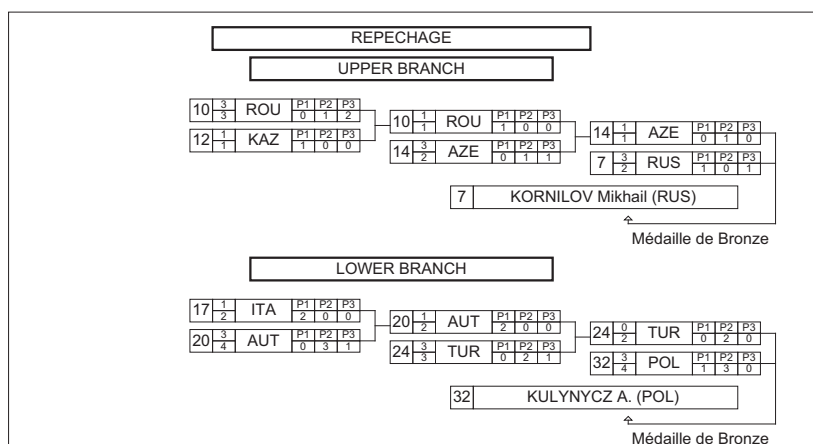 REPECHAGE
UPPER BRANCH
10 3 3 ROU P1 P2 P3 0 1 2
12 1 1 KAZ P1 P2 P3 1 0 0
10 1 1 ROU P1 P2 P3 1 0 0
14 3 2 AZE P1 P2 P3 0 1 1
14 1 1 AZE P1 P2 P3 0 1 0
7 3 2 RUS P1 P2 P3 1 0 1
7 KORNILOV Mikhail (RUS)
Médaille de Bronze
LOWER BRANCH
17 1 2 ITA P1 P2 P3 2 0 0
20 3 4 AUT P1 P2 P3 0 3 1
20 1 2 AUT P1 P2 P3 2 0 0
24 3 3 TUR P1 P2 P3 0 2 1
24 0 2 TUR P1 P2 P3 0 2 0
32 3 4 POL P1 P2 P3 1 3 0
32 KULYNYCZ A. (POL)
Médaille de Bronze